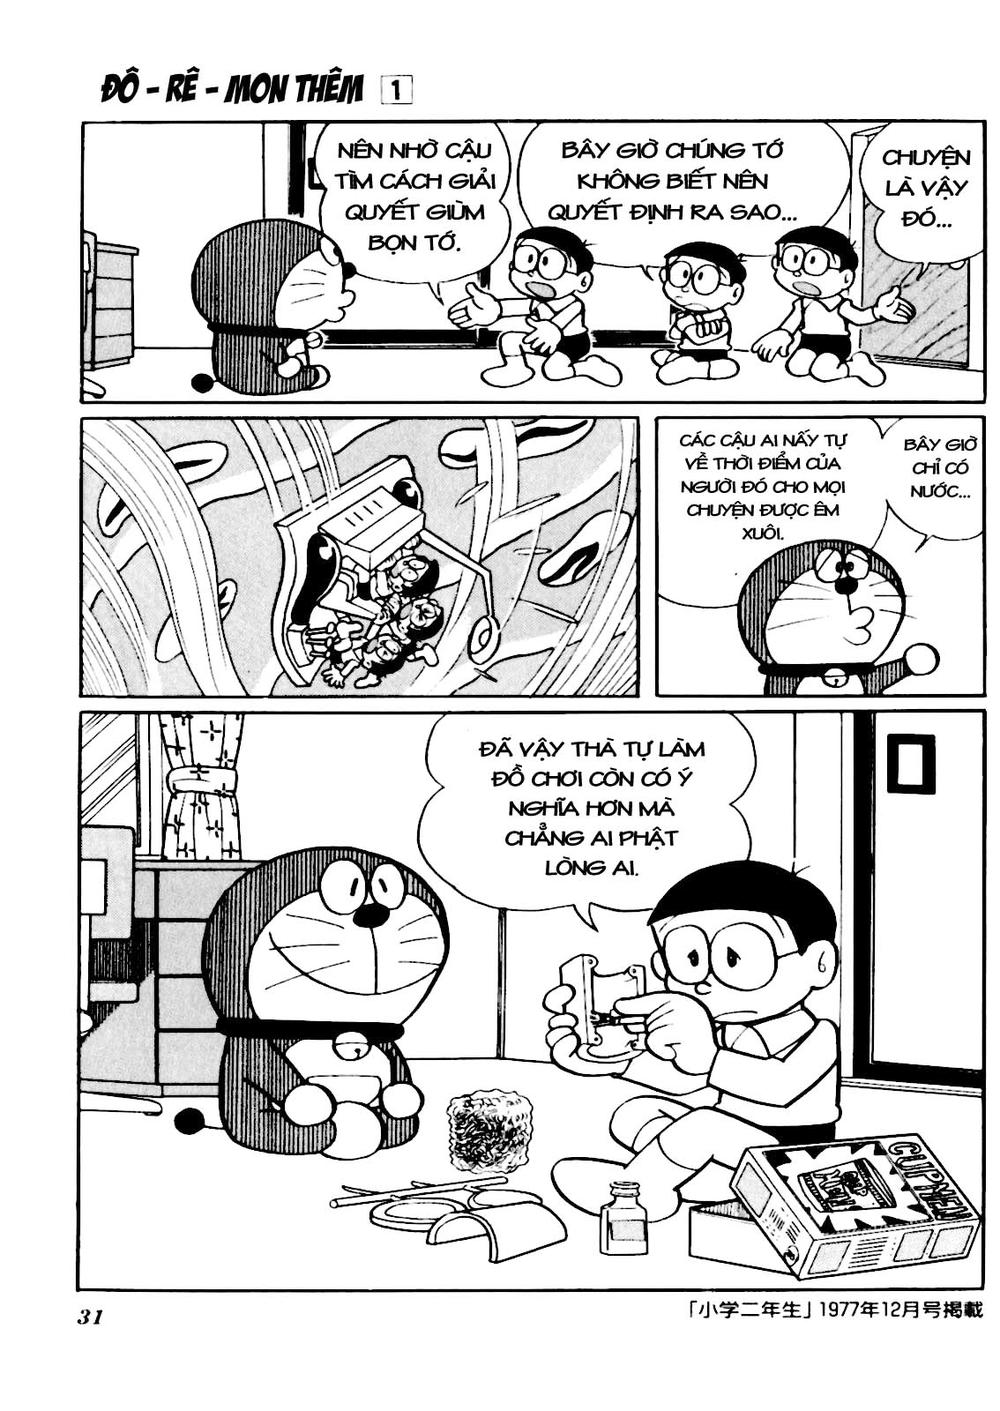 ĐÔ - RÊ - MON THÊM 1
CHUYỆN
LÀ VẬY
ĐÓ...
BÂY GIỜ CHÚNG TỚ
KHÔNG BIẾT NÊN
QUYẾT ĐỊNH RA SAO...
NÊN NHỜ CẬU
TÌM CÁCH GIẢI
QUYẾT GIÙM
BỌN TỚ.
BÂY GIỜ
CHỈ CÓ
NƯỚC...
CÁC CẬU AI NẤY TỰ
VỀ THỜI ĐIỂM CỦA
NGƯỜI ĐÓ CHO MỌI
CHUYỆN ĐƯỢC ÊM
XUÔI.
ĐÃ VẬY THÀ TỰ LÀM
ĐỒ CHƠI CÒN CÓ Ý
NGHĨA HƠN MÀ
CHẲNG AI PHẬT
LÒNG AI.
31
「小学二年生」1977年12月号掲載